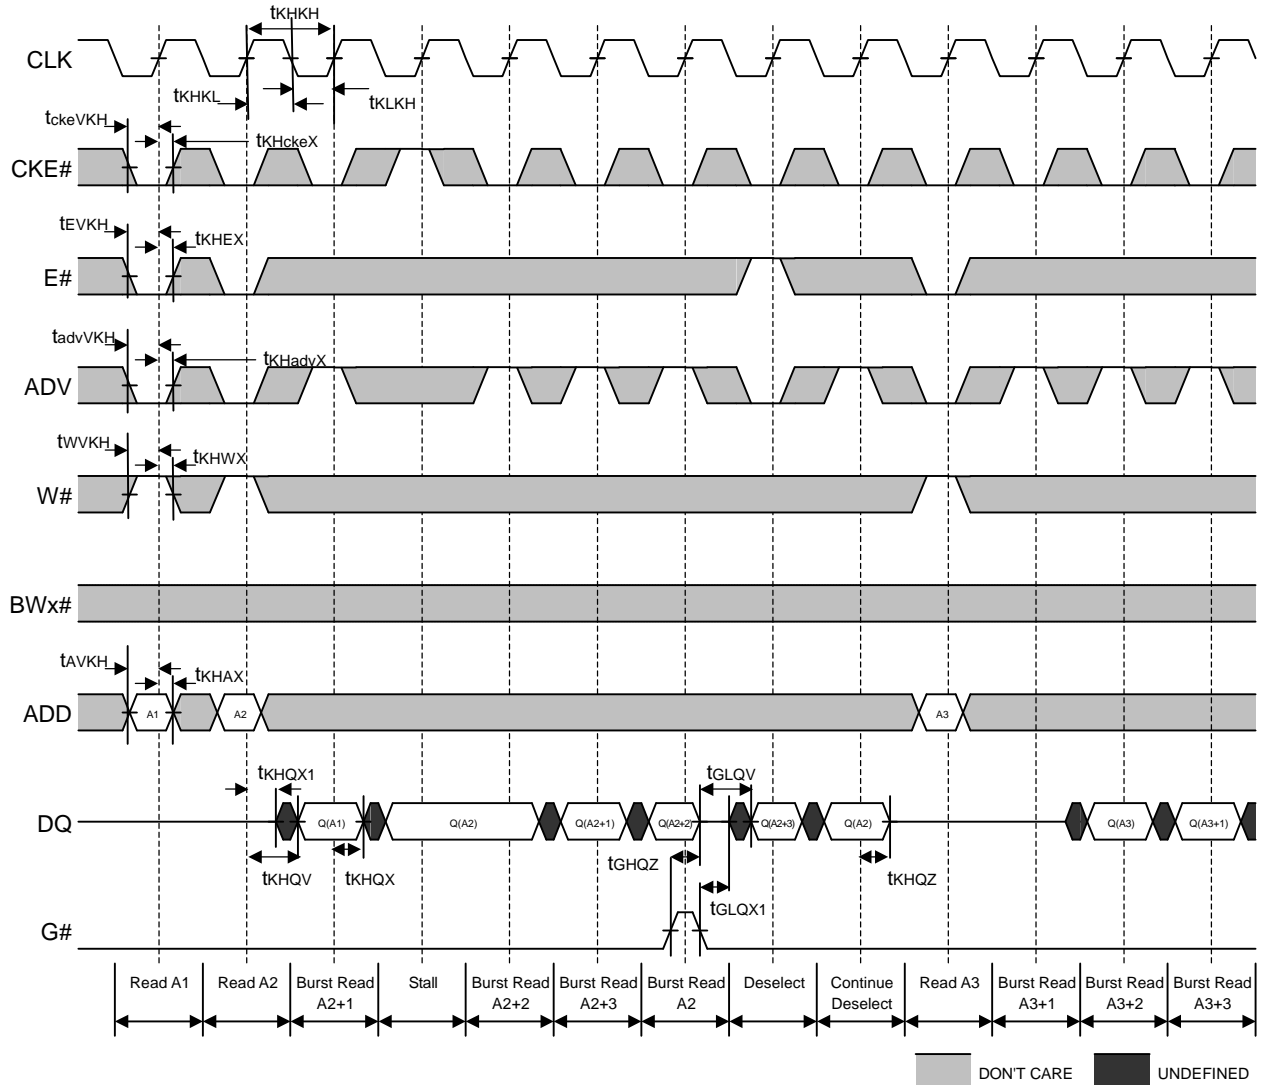 tKHKH
CLK
tKHKL
tKLKH
tckeVKH
tKHckeX
CKE#
tEVKH
tKHEX
E#
tadvVKH
tKHadvX
ADV
tWVKH
tKHWX
W#
BWx#
tAVKH
tKHAX
ADD
A1
A2
A3
tKHQX1
tGLQV
DQ
Q(A1)
Q(A2)
Q(A2+1)
Q(A2+2)
Q(A2+3)
Q(A2)
Q(A3)
Q(A3+1)
tKHQV
tKHQX
tGHQZ
tKHQZ
tGLQX1
G#
Read A1
Read A2
Burst Read
A2+1
Stall
Burst Read
A2+2
Burst Read
A2+3
Burst Read
A2
Deselect
Continue
Deselect
Read A3
Burst Read
A3+1
Burst Read
A3+2
Burst Read
A3+3
DON'T CARE
UNDEFINED